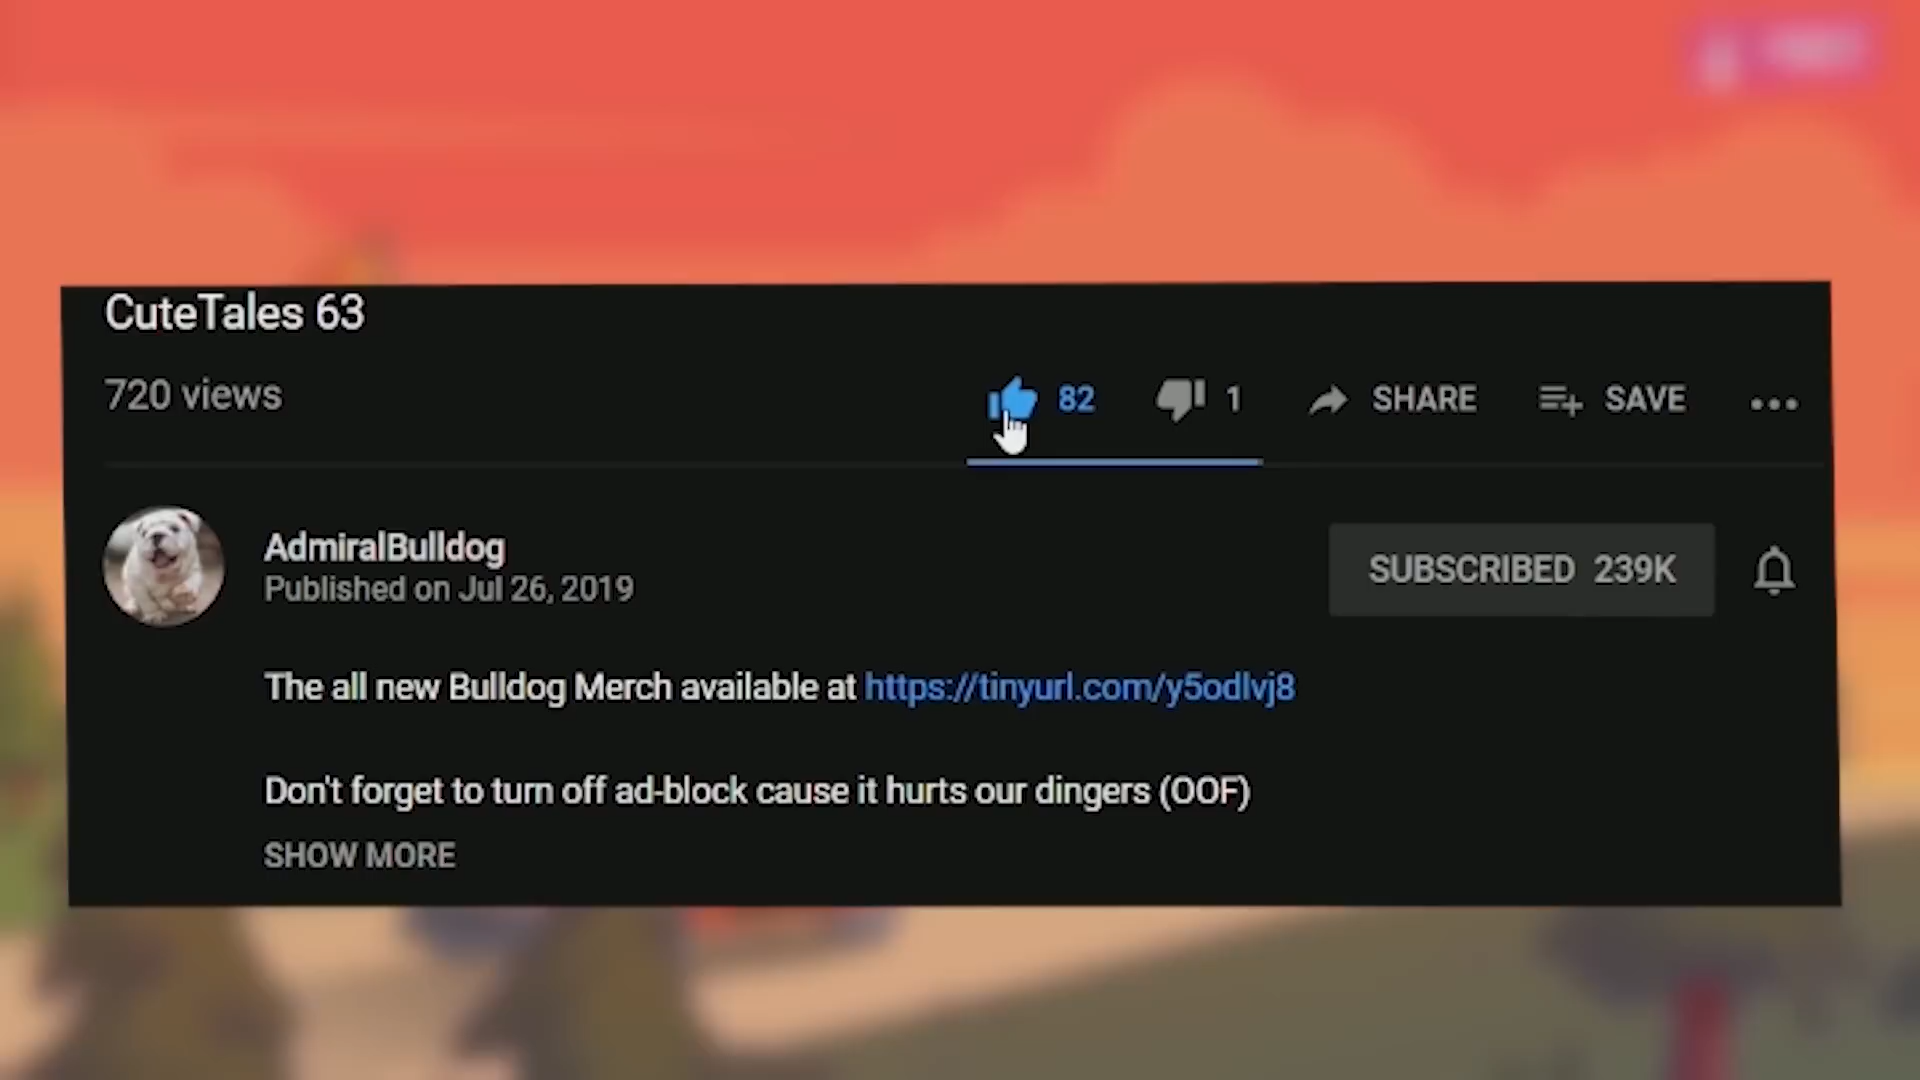 CuteTales 63
720 views
82
1
SHARE
SAVE
AdmiralBulldog
Published on Jul 26, 2019
SUBSCRIBED 239K
The all new Bulldog Merch available at https://tinyurl.com/y5odlvj8
Don't forget to turn off ad-block cause it hurts our dingers (OOF)
SHOW MORE